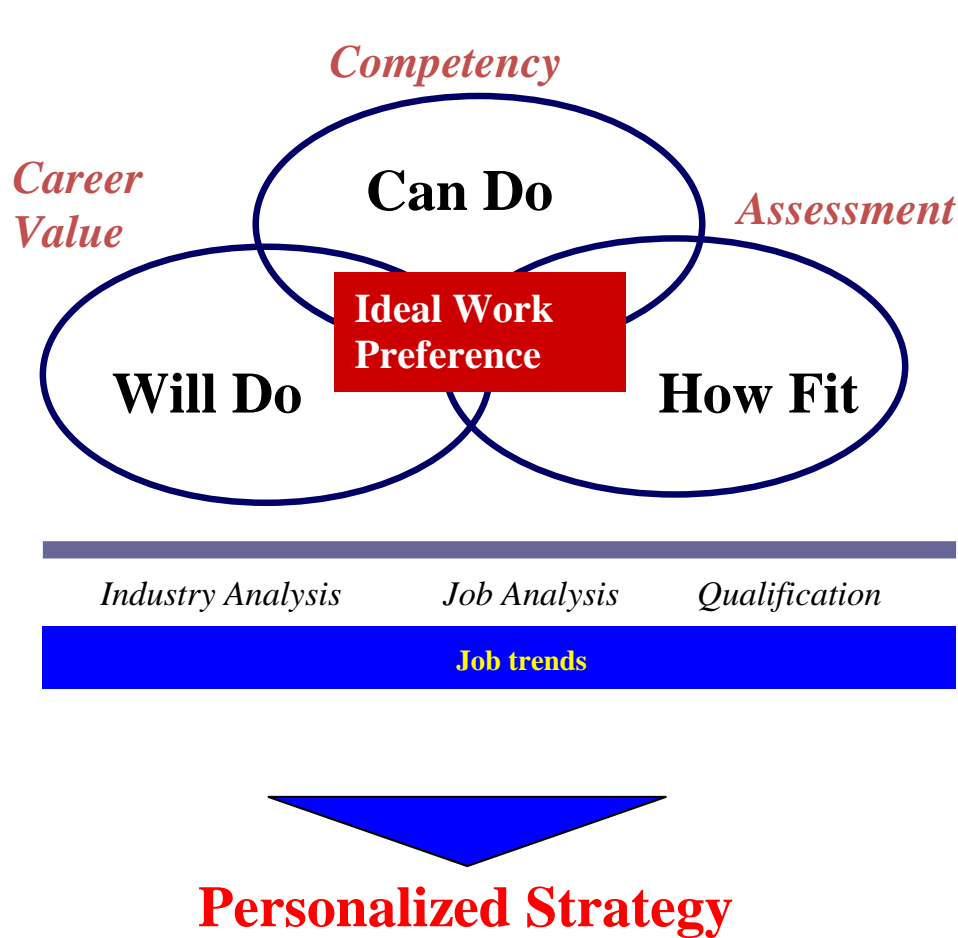 Competency
Career
Value
Can Do
Assessment
Ideal Work
Preference
Will Do
How Fit
Industry Analysis
Job Analysis
Qualification
Job trends
Personalized Strategy